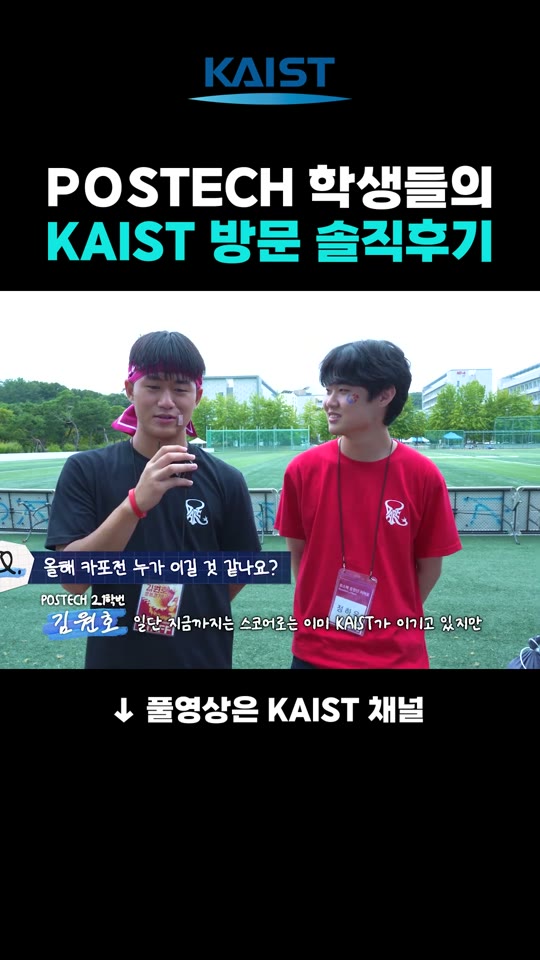 KAIST
POSTECH 학생들의
KAIST 방문 솔직후기
Q.
올해 카포전 누가 이길 것 같나요?
POSTECH 21학번
김원호
일단 지금까지는 스코어로는 이미 KAIST가 이기고 있지만
↓ 풀영상은 KAIST 채널